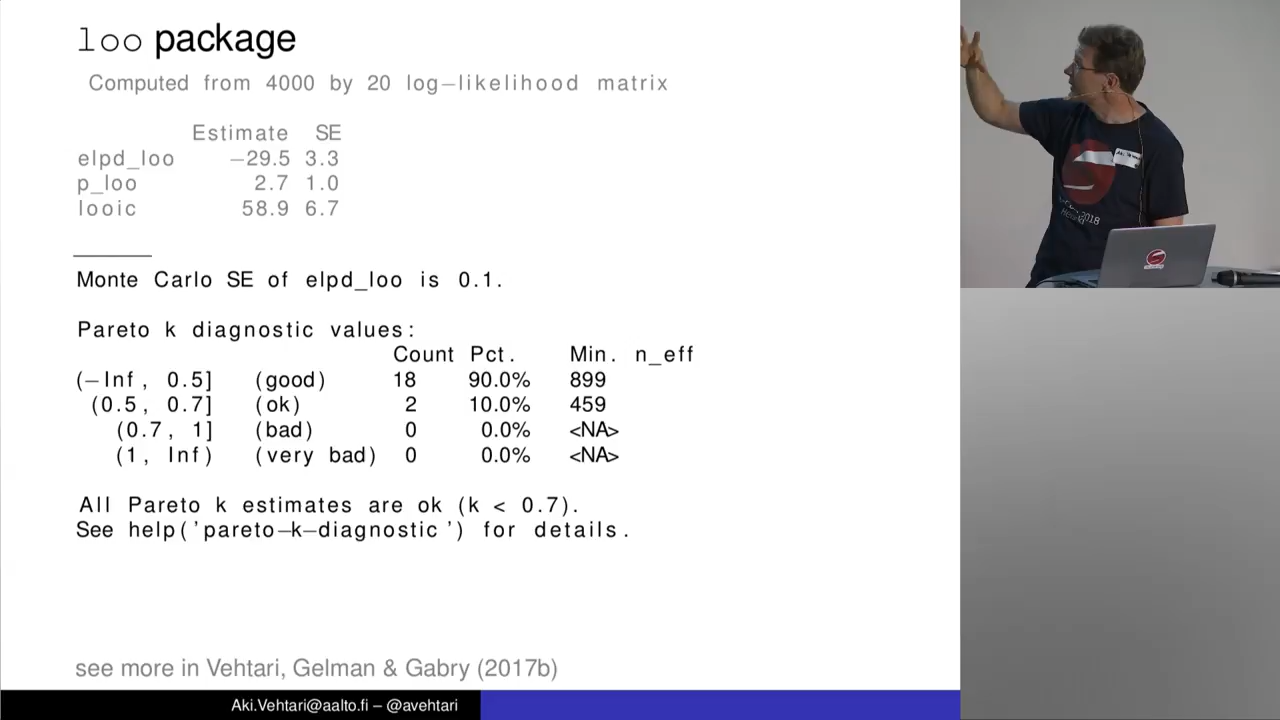 loo package
Computed from 4000 by 20 log-likelihood matrix
Estimate SE
elpd_loo -29.5 3.3
p_loo 2.7 1.0
looic 58.9 6.7
Monte Carlo SE of elpd_loo is 0.1.
Pareto k diagnostic values:
Count Pct. Min. n_eff
(-Inf, 0.5] (good) 18 90.0% 899
(0.5, 0.7] (ok) 2 10.0% 459
(0.7, 1] (bad) 0 0.0% <NA>
(1, Inf) (very bad) 0 0.0% <NA>
All Pareto k estimates are ok (k < 0.7).
See help('pareto-k-diagnostic') for details.
see more in Vehtari, Gelman & Gabry (2017b)
Aki.Vehtari@aalto.fi – @avehtari
2018